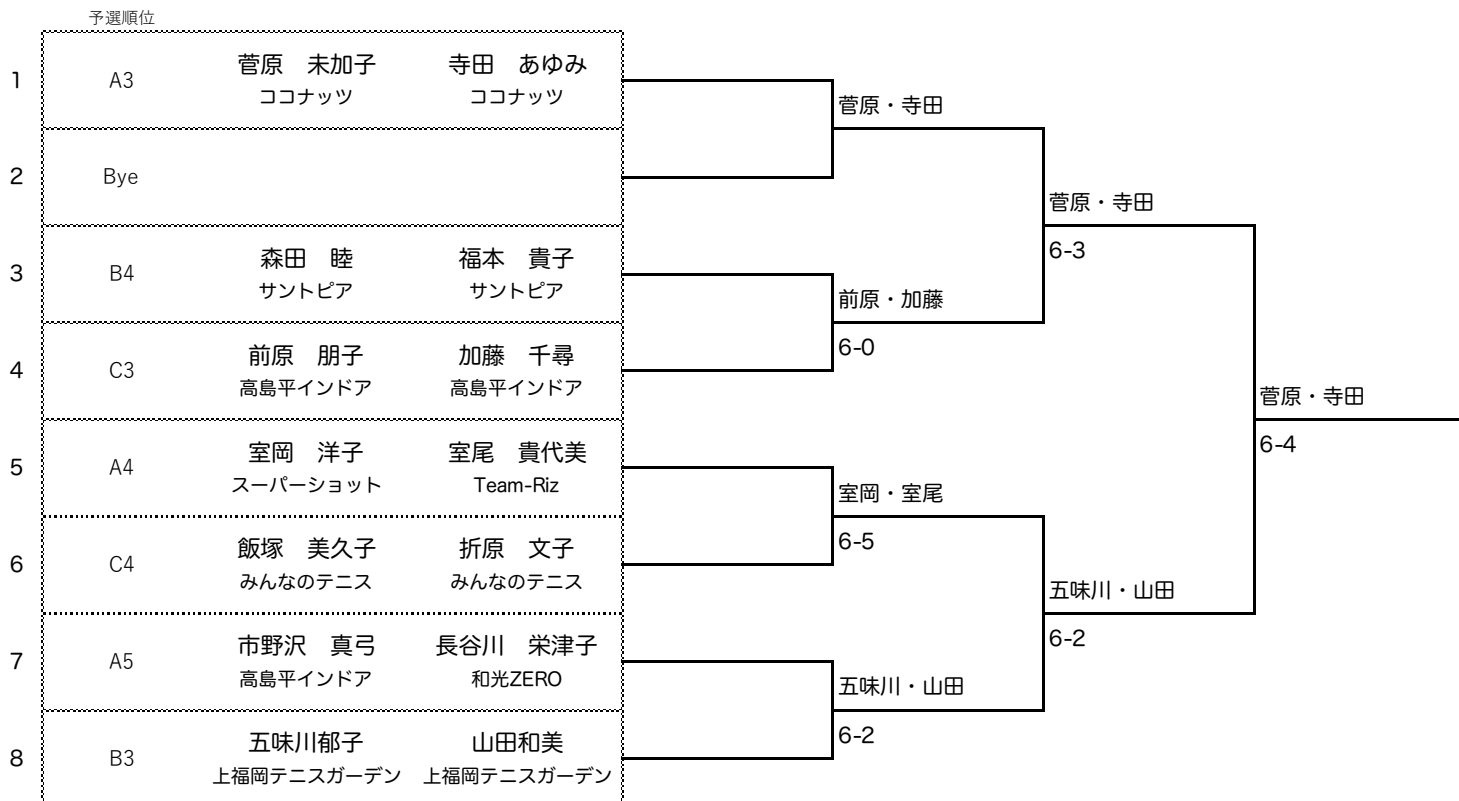 予選順位
1 A3 菅原　未加子 寺田　あゆみ
ココナッツ ココナッツ
菅原・寺田
2 Bye
菅原・寺田
6-3
3 B4 森田　睦 福本　貴子
サントピア サントピア
前原・加藤
6-0
4 C3 前原　朋子 加藤　千尋
高島平インドア 高島平インドア
菅原・寺田
6-4
5 A4 室岡　洋子 室尾　貴代美
スーパーショット Team-Riz
室岡・室尾
6-5
6 C4 飯塚　美久子 折原　文子
みんなのテニス みんなのテニス
五味川・山田
6-2
7 A5 市野沢　真弓 長谷川　栄津子
高島平インドア 和光ZERO
五味川・山田
6-2
8 B3 五味川郁子 山田和美
上福岡テニスガーデン 上福岡テニスガーデン